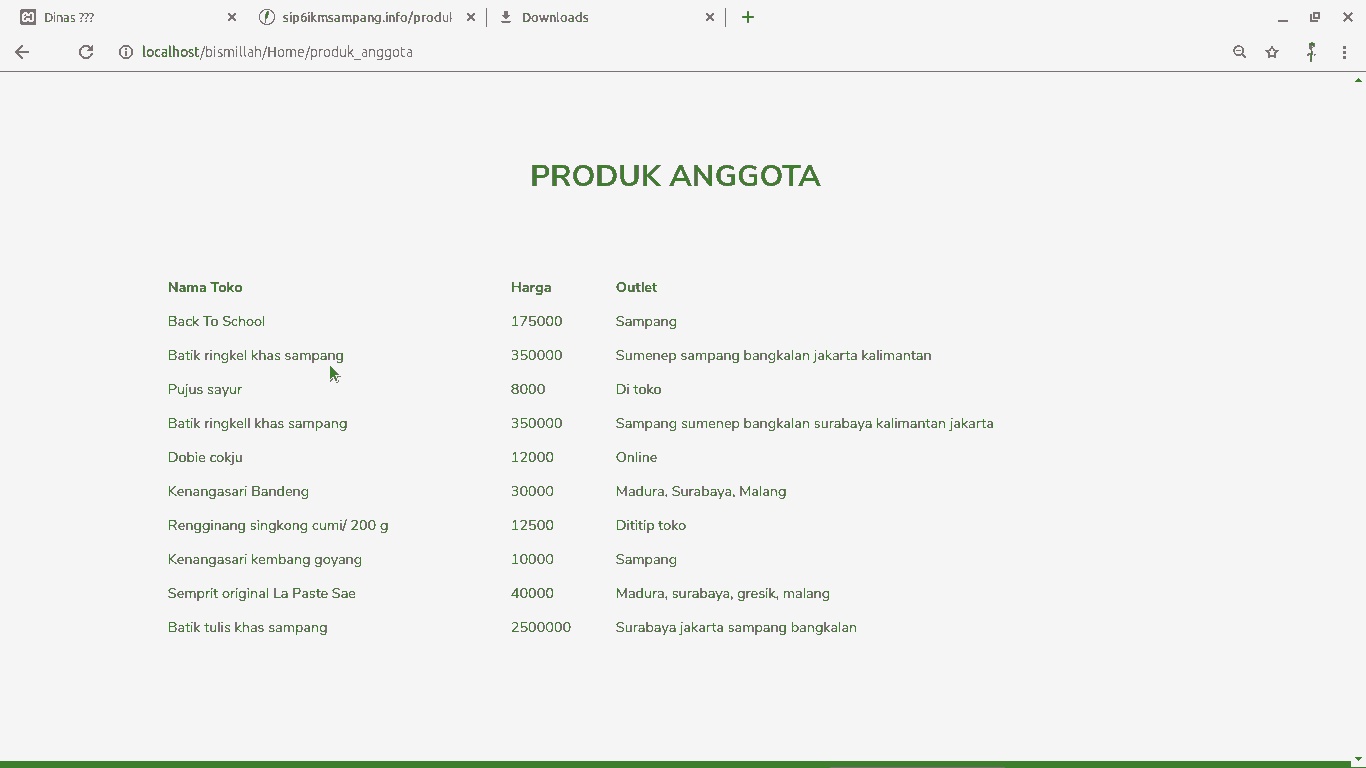 Dinas ???
sip6ikmsampang.info/produk
Downloads
localhost/bismillah/Home/produk_anggota
PRODUK ANGGOTA
Nama Toko Harga Outlet
Back To School 175000 Sampang
Batik ringkel khas sampang 350000 Sumenep sampang bangkalan jakarta kalimantan
Pujus sayur 8000 Di toko
Batik ringkell khas sampang 350000 Sampang sumenep bangkalan surabaya kalimantan jakarta
Dobie cokju 12000 Online
Kenangasari Bandeng 30000 Madura, Surabaya, Malang
Rengginang singkong cumi/ 200 g 12500 Dititip toko
Kenangasari kembang goyang 10000 Sampang
Semprit original La Paste Sae 40000 Madura, surabaya, gresik, malang
Batik tulis khas sampang 2500000 Surabaya jakarta sampang bangkalan